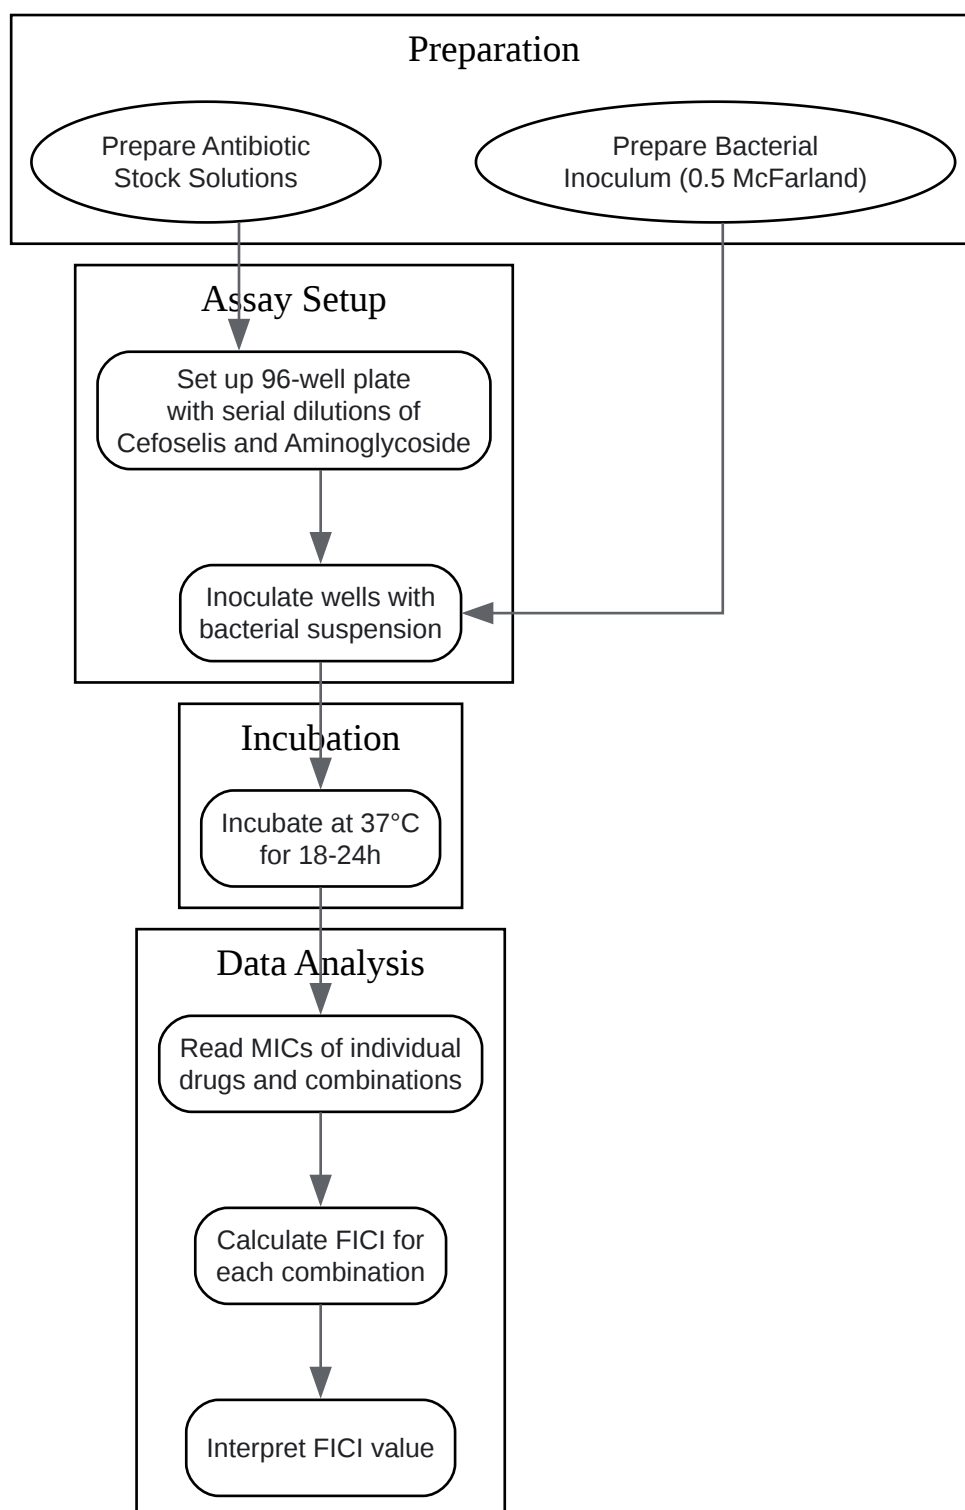 Preparation
Prepare Antibiotic
Stock Solutions
Prepare Bacterial
Inoculum (0.5 McFarland)
Assay Setup
Set up 96-well plate
with serial dilutions of
Cefoselis and Aminoglycoside
Inoculate wells with
bacterial suspension
Incubation
Incubate at 37°C
for 18-24h
Data Analysis
Read MICs of individual
drugs and combinations
Calculate FICI for
each combination
Interpret FICI value